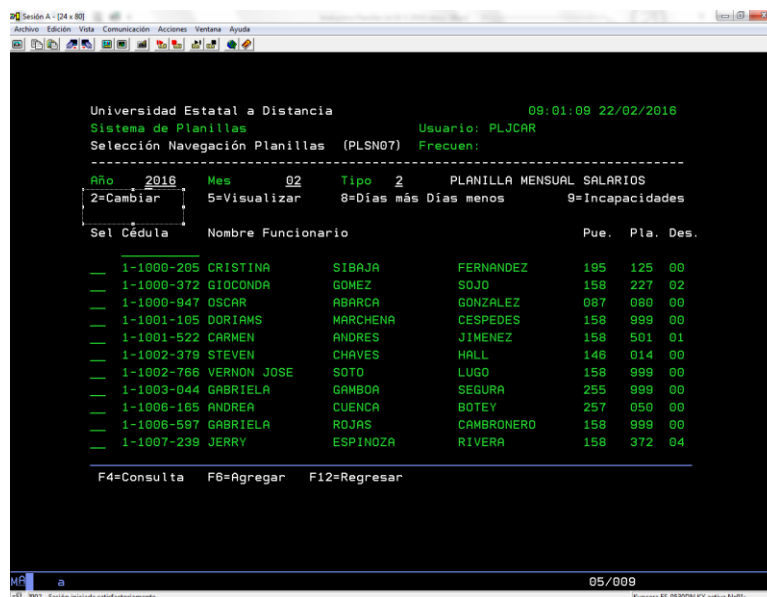 Sesión A - [24 x 80]
Archivo Edición Vista Comunicación Acciones Ventana Ayuda
Universidad Estatal a Distancia 09:01:09 22/02/2016
Sistema de Planillas Usuario: PLJCAR
Selección Navegación Planillas (PLSN07) Frecuen:
Año 2016 Mes 02 Tipo 2 PLANILLA MENSUAL SALARIOS
2=Cambiar 5=Visualizar 8=Días más Días menos 9=Incapacidades
Sel Cédula Nombre Funcionario Pue. Pla. Des.
1-1000-205 CRISTINA SIBAJA FERNANDEZ 195 125 00
1-1000-372 GIOCONDA GOMEZ SOJO 158 227 02
1-1000-947 OSCAR ABARCA GONZALEZ 087 080 00
1-1001-105 DORIAMS MARCHENA CESPEDES 158 999 00
1-1001-522 CARMEN ANDRES JIMENEZ 158 501 01
1-1002-379 STEVEN CHAVES HALL 146 014 00
1-1002-766 VERNON JOSE SOTO LUGO 158 999 00
1-1003-044 GABRIELA GAMBOA SEGURA 255 999 00
1-1006-165 ANDREA CUENCA BOTEY 257 050 00
1-1006-597 GABRIELA ROJAS CAMBRONERO 158 999 00
1-1007-239 JERRY ESPINOZA RIVERA 158 372 04
F4=Consulta F6=Agregar F12=Regresar
MA a 05/009